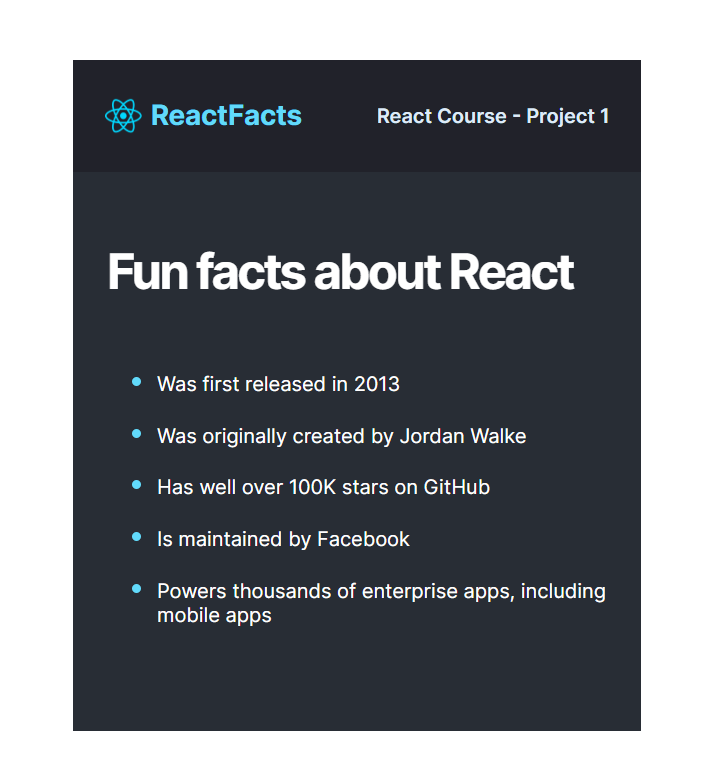 ReactFacts
React Course - Project 1
Fun facts about React
Was first released in 2013
Was originally created by Jordan Walke
Has well over 100K stars on GitHub
Is maintained by Facebook
Powers thousands of enterprise apps, including
mobile apps